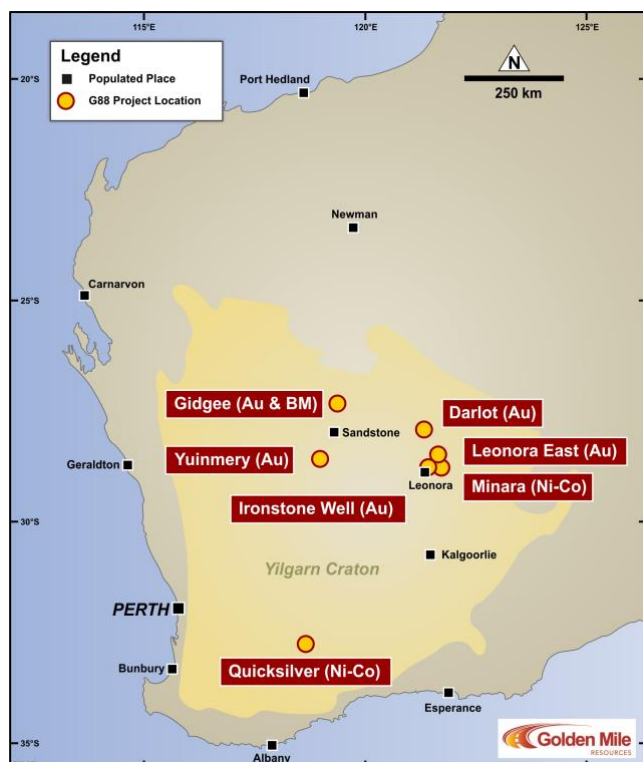 115°E
120°E
125°E
Legend
Populated Place
G88 Project Location
N
250 km
20°S
Port Hedland
Newman
25°S
Carnarvon
Gidgee (Au & BM)
Darlot (Au)
Sandstone
Leonora East (Au)
Yuinmery (Au)
Geraldton
Leonora
Minara (Ni-Co)
Ironstone Well (Au)
30°S
Kalgoorlie
Yilgarn Craton
PERTH
Bunbury
Quicksilver (Ni-Co)
Esperance
35°S
Albany
Golden Mile
RESOURCES